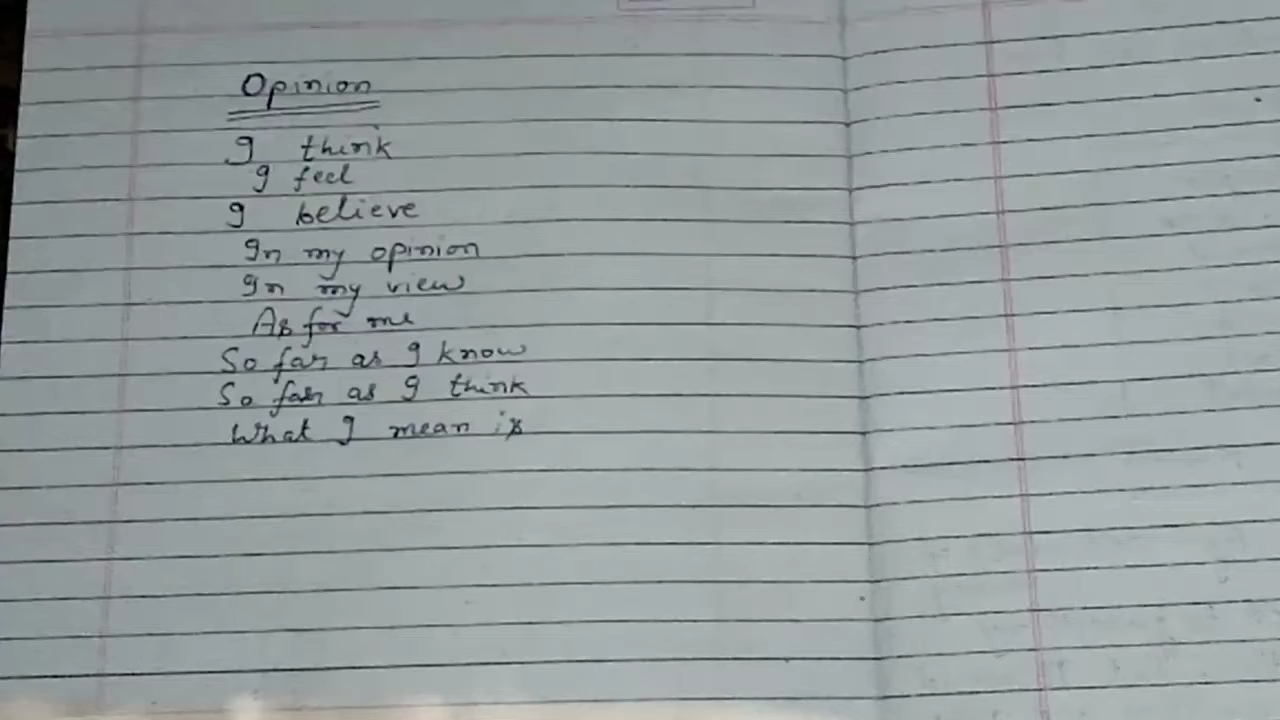 Opinion
I think
I feel
I believe
In my opinion
In my view
As for me
So far as I know
So far as I think
What I mean is